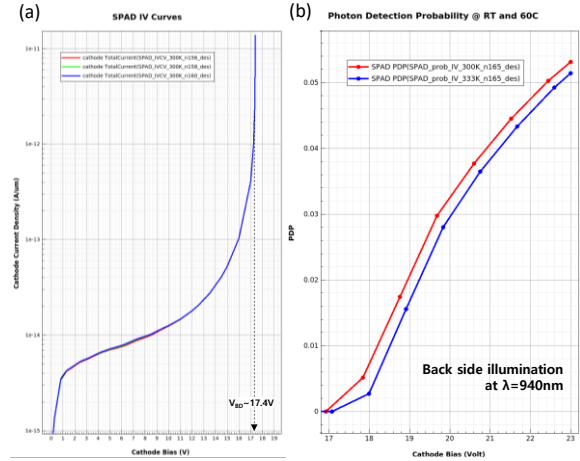 (a)
SPAD IV Curves
1e-11
1e-12
1e-13
1e-14
1e-15
Cathode Current Density (A/um)
cathode TotalCurrent(SPAD_IVCV_300K_n156_des)
cathode TotalCurrent(SPAD_IVCV_300K_n158_des)
cathode TotalCurrent(SPAD_IVCV_300K_n160_des)
VBD~17.4V
0 1 2 3 4 5 6 7 8 9 10 11 12 13 14 15 16 17 18 19
Cathode Bias (V)
(b)
Photon Detection Probability @ RT and 60C
SPAD PDP(SPAD_prob_IV_300K_n165_des)
SPAD PDP(SPAD_prob_IV_333K_n165_des)
0.05
0.04
0.03
0.02
0.01
0
PDP
Back side illumination
at λ=940nm
17 18 19 20 21 22 23
Cathode Bias (Volt)